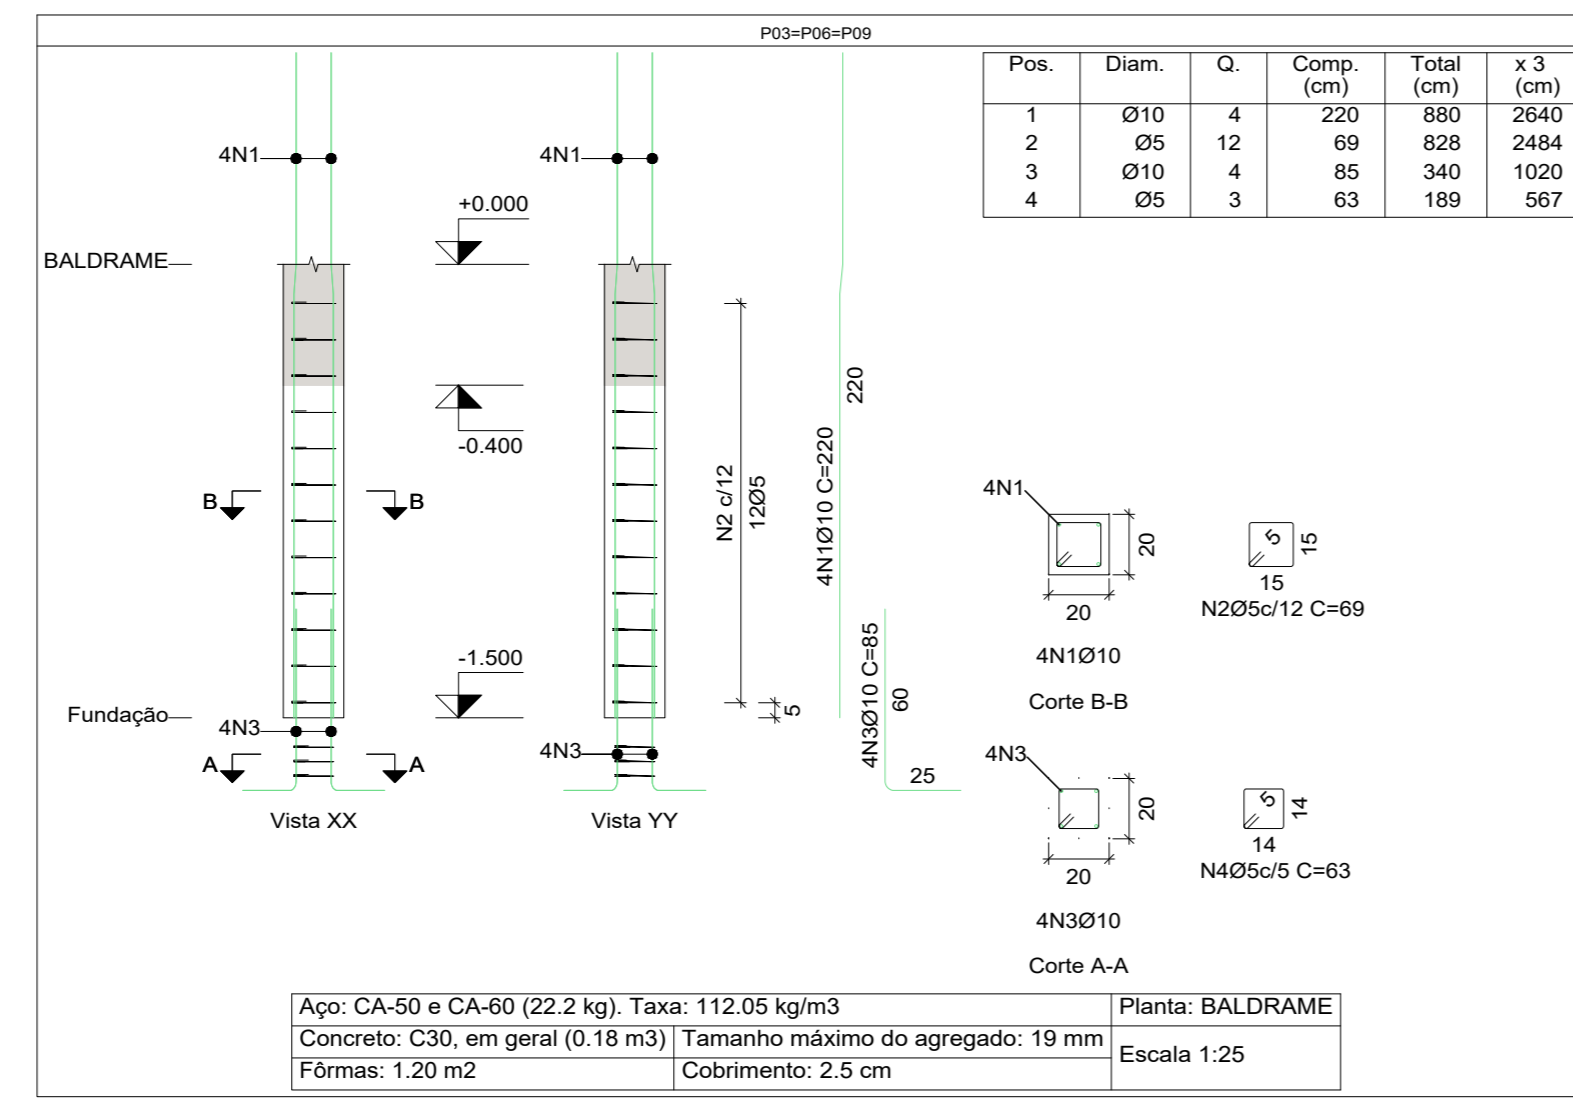 P03=P06=P09
Pos. Diam. Q. Comp. (cm) Total (cm) x 3 (cm)
1 Ø10 4 220 880 2640
2 Ø5 12 69 828 2484
3 Ø10 4 85 340 1020
4 Ø5 3 63 189 567
4N1
4N1
+0.000
BALDRAME
-0.400
B
B
-1.500
Fundação
4N3
4N3
A
A
Vista XX
Vista YY
N2 c/12
12Ø5
5
4N1Ø10 C=220
220
4N3Ø10 C=85
60
25
4N1
20
20
4N1Ø10
Corte B-B
5
15
15
N2Ø5c/12 C=69
4N3
20
20
4N3Ø10
Corte A-A
5
14
14
N4Ø5c/5 C=63
Aço: CA-50 e CA-60 (22.2 kg). Taxa: 112.05 kg/m3
Planta: BALDRAME
Concreto: C30, em geral (0.18 m3)
Tamanho máximo do agregado: 19 mm
Escala 1:25
Fôrmas: 1.20 m2
Cobrimento: 2.5 cm